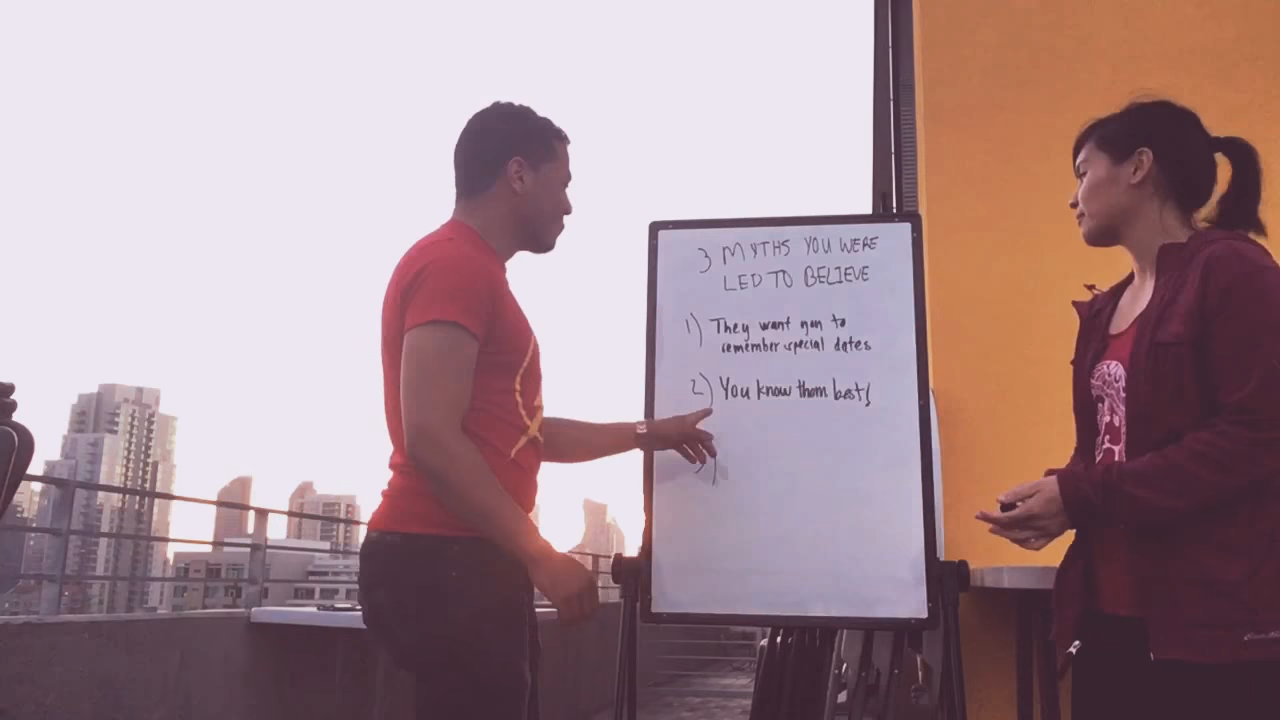 3 MYTHS YOU WERE
LED TO BELIEVE
1) They want you to
remember special dates
2) You know them best!